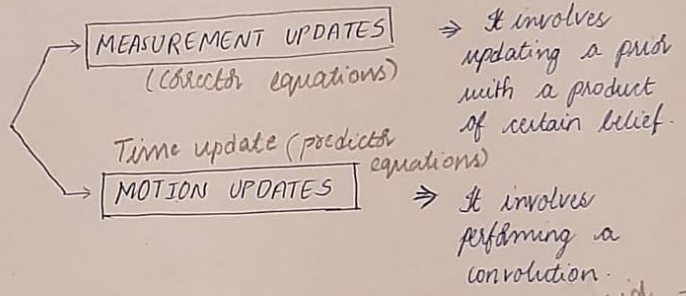 MEASUREMENT UPDATES
(corrector equations)
⇒ It involves
updating a prior
with a product
of certain belief.
Time update (predictor
equations)
MOTION UPDATES
⇒ It involves
performing a
convolution.